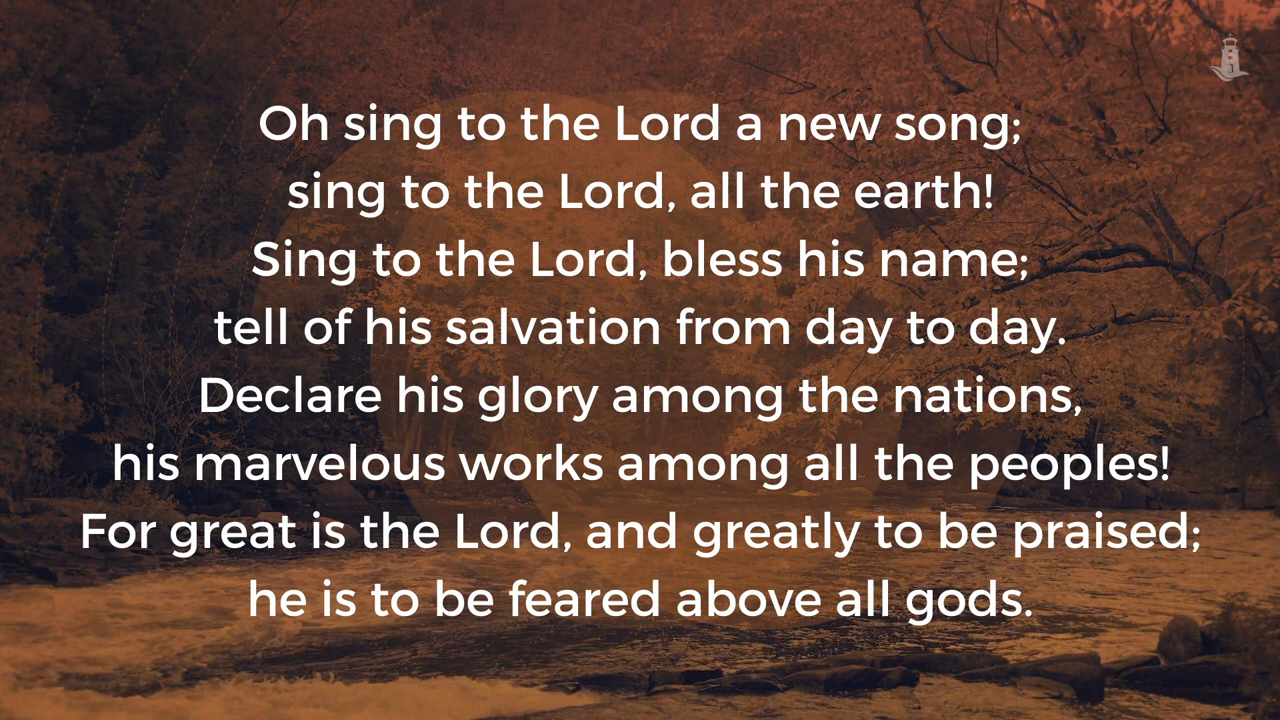 Oh sing to the Lord a new song;
sing to the Lord, all the earth!
Sing to the Lord, bless his name;
tell of his salvation from day to day.
Declare his glory among the nations,
his marvelous works among all the peoples!
For great is the Lord, and greatly to be praised;
he is to be feared above all gods.